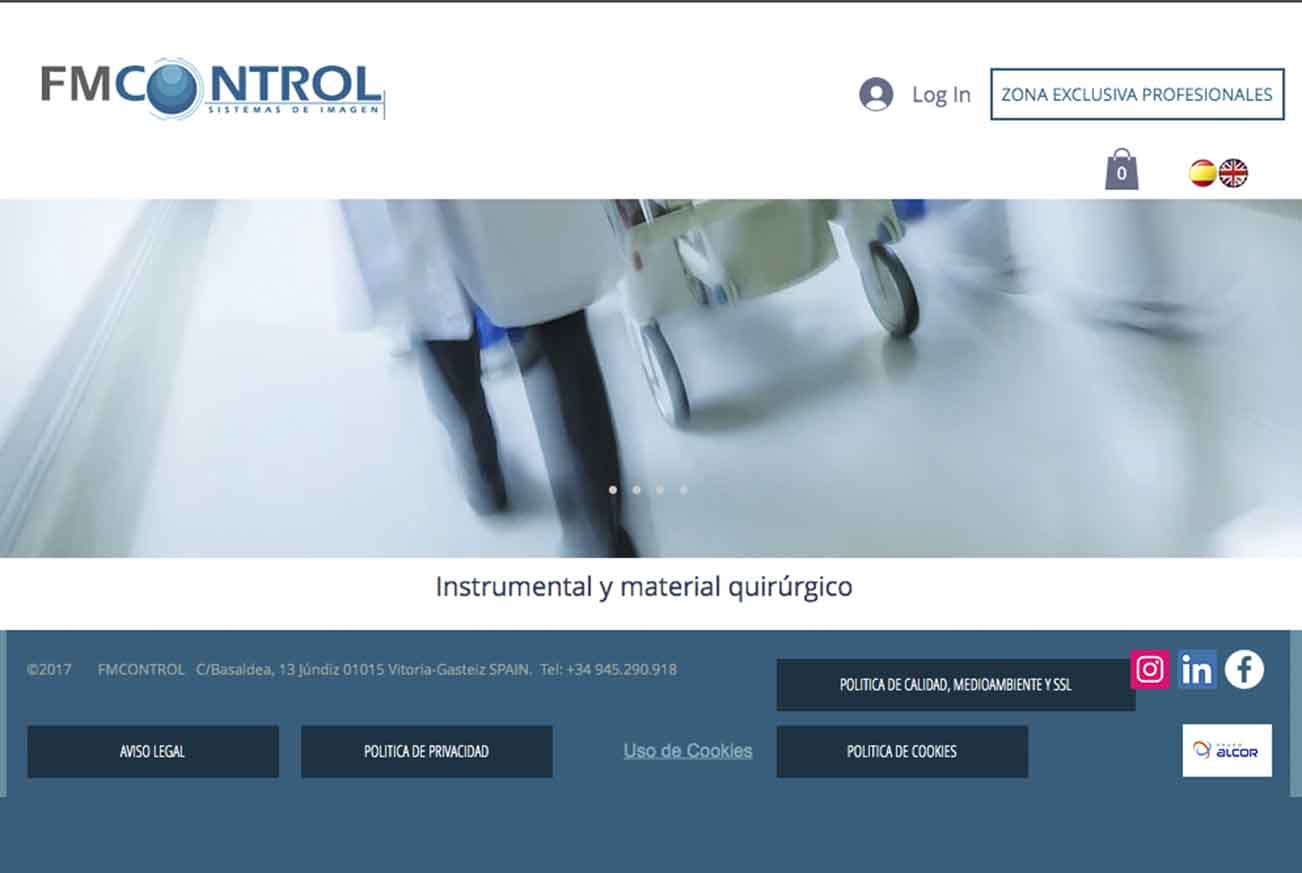 FMCONTROL
SISTEMAS DE IMAGEN
Log In
ZONA EXCLUSIVA PROFESIONALES
0
Instrumental y material quirúrgico
©2017 FMCONTROL C/Basaldea, 13 Júndiz 01015 Vitoria-Gasteiz SPAIN. Tel: +34 945.290.918
POLITICA DE CALIDAD, MEDIOAMBIENTE Y SSL
in
AVISO LEGAL
POLITICA DE PRIVACIDAD
Uso de Cookies
POLITICA DE COOKIES
GRUPO
ALCOR